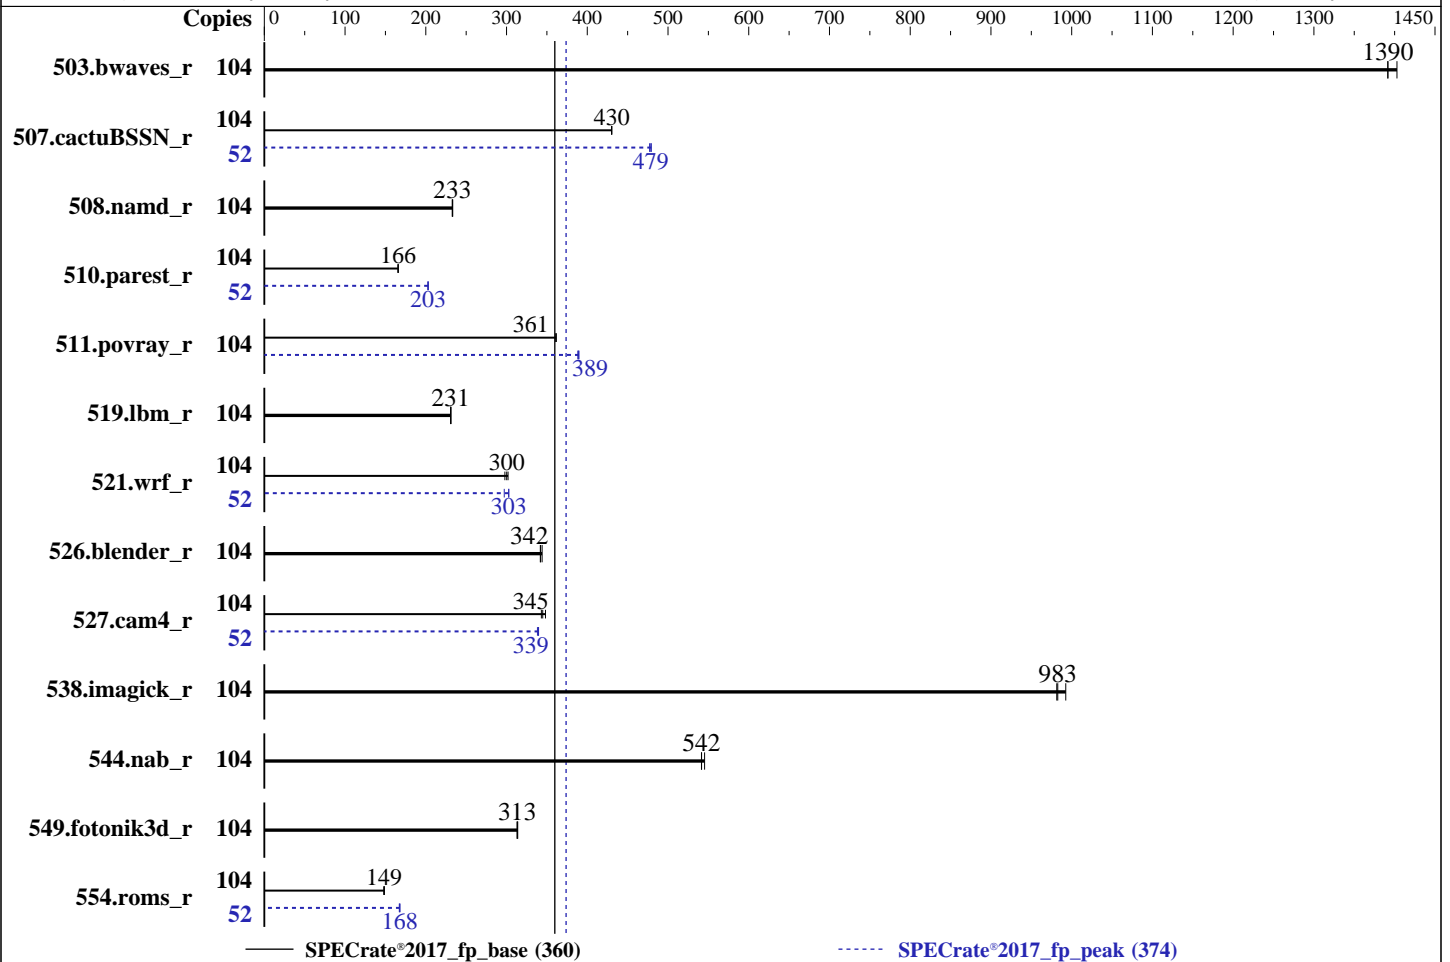 Copies 0 100 200 300 400 500 600 700 800 900 1000 1100 1200 1300 1450
503.bwaves_r 104 1390
507.cactuBSSN_r 104 430
52 479
508.namd_r 104 233
510.parest_r 104 166
52 203
511.povray_r 104 361
389
519.lbm_r 104 231
521.wrf_r 104 300
52 303
526.blender_r 104 342
527.cam4_r 104 345
52 339
538.imagick_r 104 983
544.nab_r 104 542
549.fotonik3d_r 104 313
554.roms_r 104 149
52 168
SPECrate®2017_fp_base (360) SPECrate®2017_fp_peak (374)